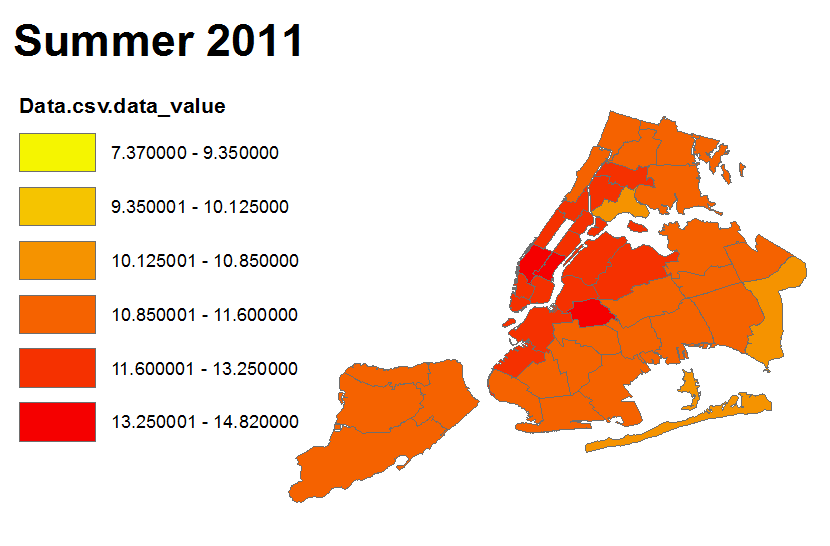 Summer 2011
Data.csv.data_value
7.370000 - 9.350000
9.350001 - 10.125000
10.125001 - 10.850000
10.850001 - 11.600000
11.600001 - 13.250000
13.250001 - 14.820000